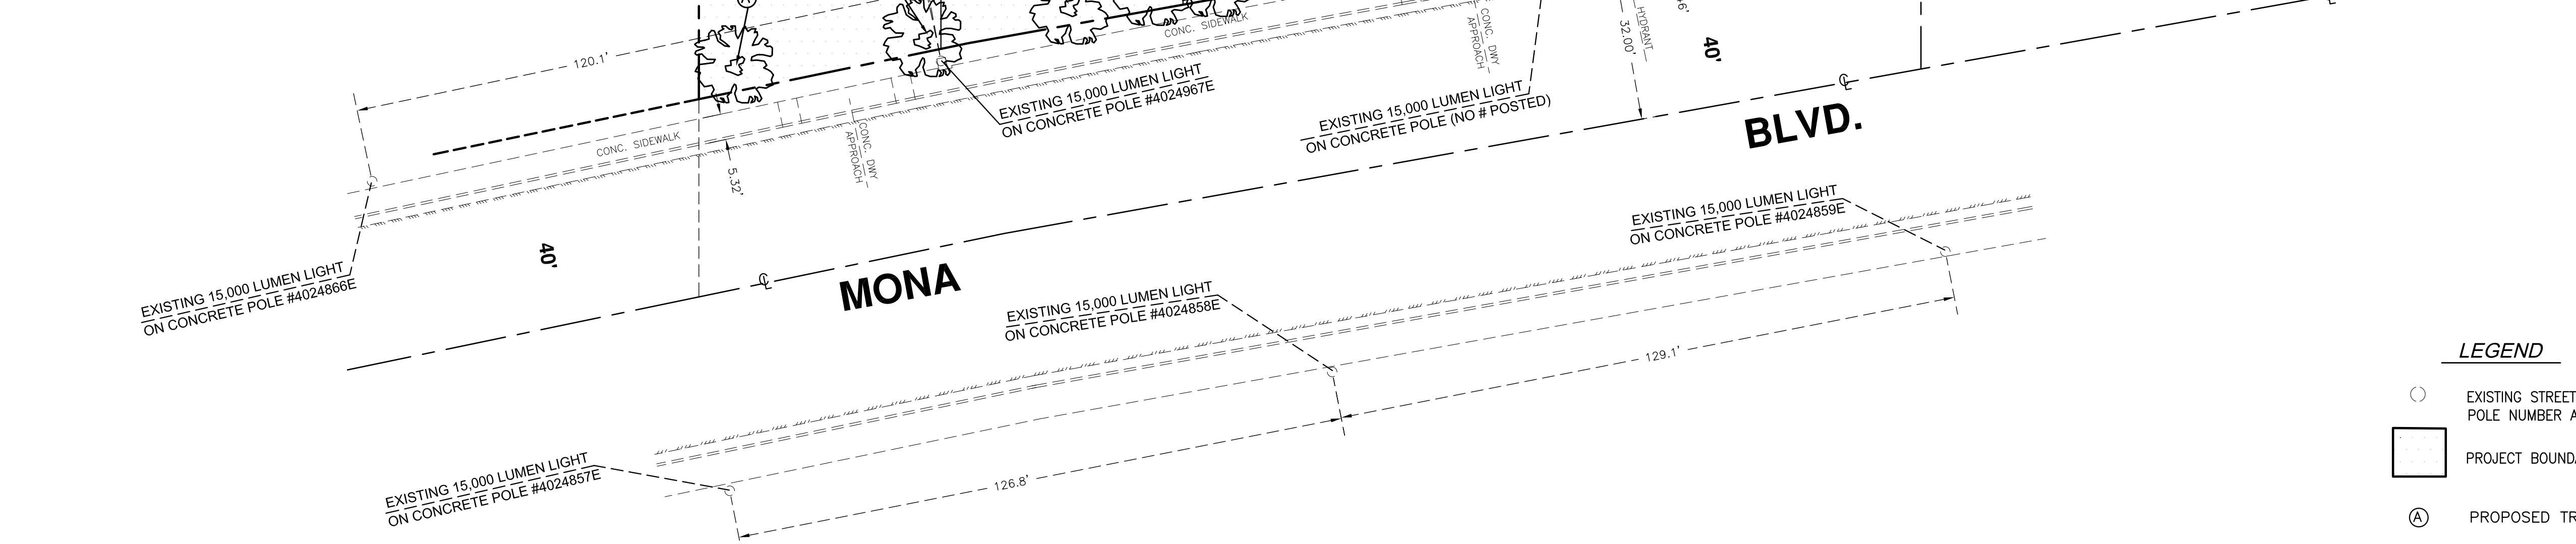 120.1'
CONC. SIDEWALK
CONC. SIDEWALK
CONC. DWY
APPROACH
CONC. DWY
APPROACH
HYDRANT
32.00'
40'
5.32'
40'
EXISTING 15,000 LUMEN LIGHT
ON CONCRETE POLE #4024967E
EXISTING 15,000 LUMEN LIGHT
ON CONCRETE POLE (NO # POSTED)
BLVD.
MONA
EXISTING 15,000 LUMEN LIGHT
ON CONCRETE POLE #4024866E
EXISTING 15,000 LUMEN LIGHT
ON CONCRETE POLE #4024859E
EXISTING 15,000 LUMEN LIGHT
ON CONCRETE POLE #4024858E
EXISTING 15,000 LUMEN LIGHT
ON CONCRETE POLE #4024857E
129.1'
126.8'
LEGEND
EXISTING STREET
POLE NUMBER A
PROJECT BOUNDA
A PROPOSED TR